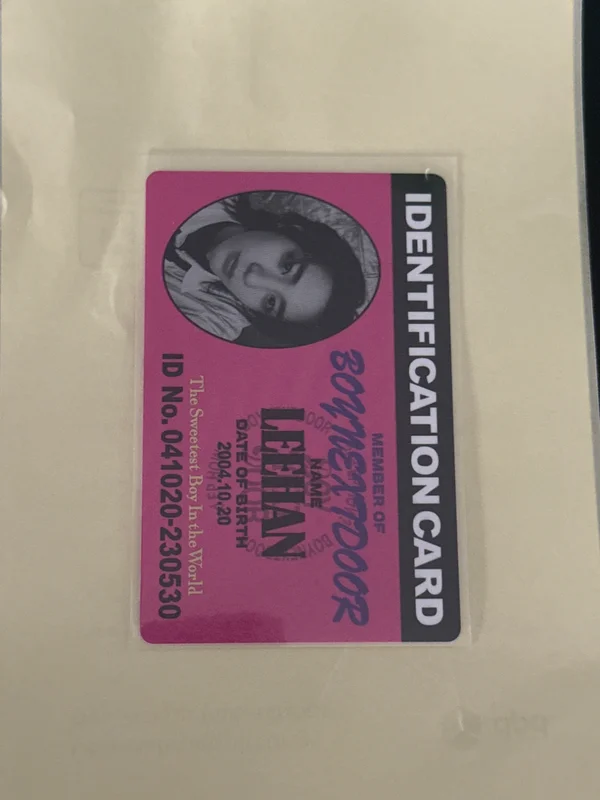 IDENTIFICATION CARD
MEMBER OF
BOYNEXTDOOR
NAME
LEEHAN
DATE OF BIRTH
2004.10.20
The Sweetest Boy In the World
ID No. 041020-230530